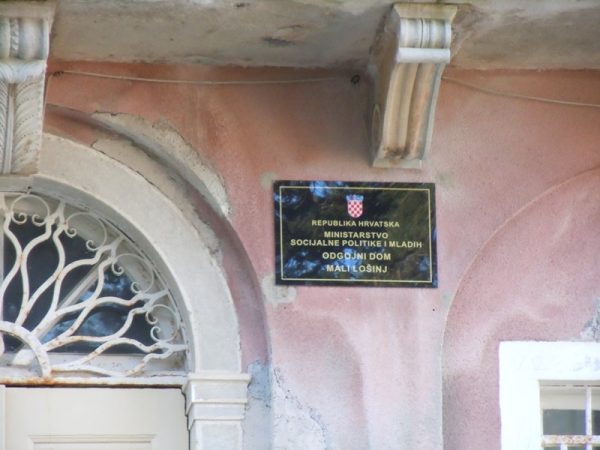 REPUBLIKA HRVATSKA
MINISTARSTVO
SOCIJALNE POLITIKE I MLADIH
ODGOJNI DOM
MALI LOŠINJ